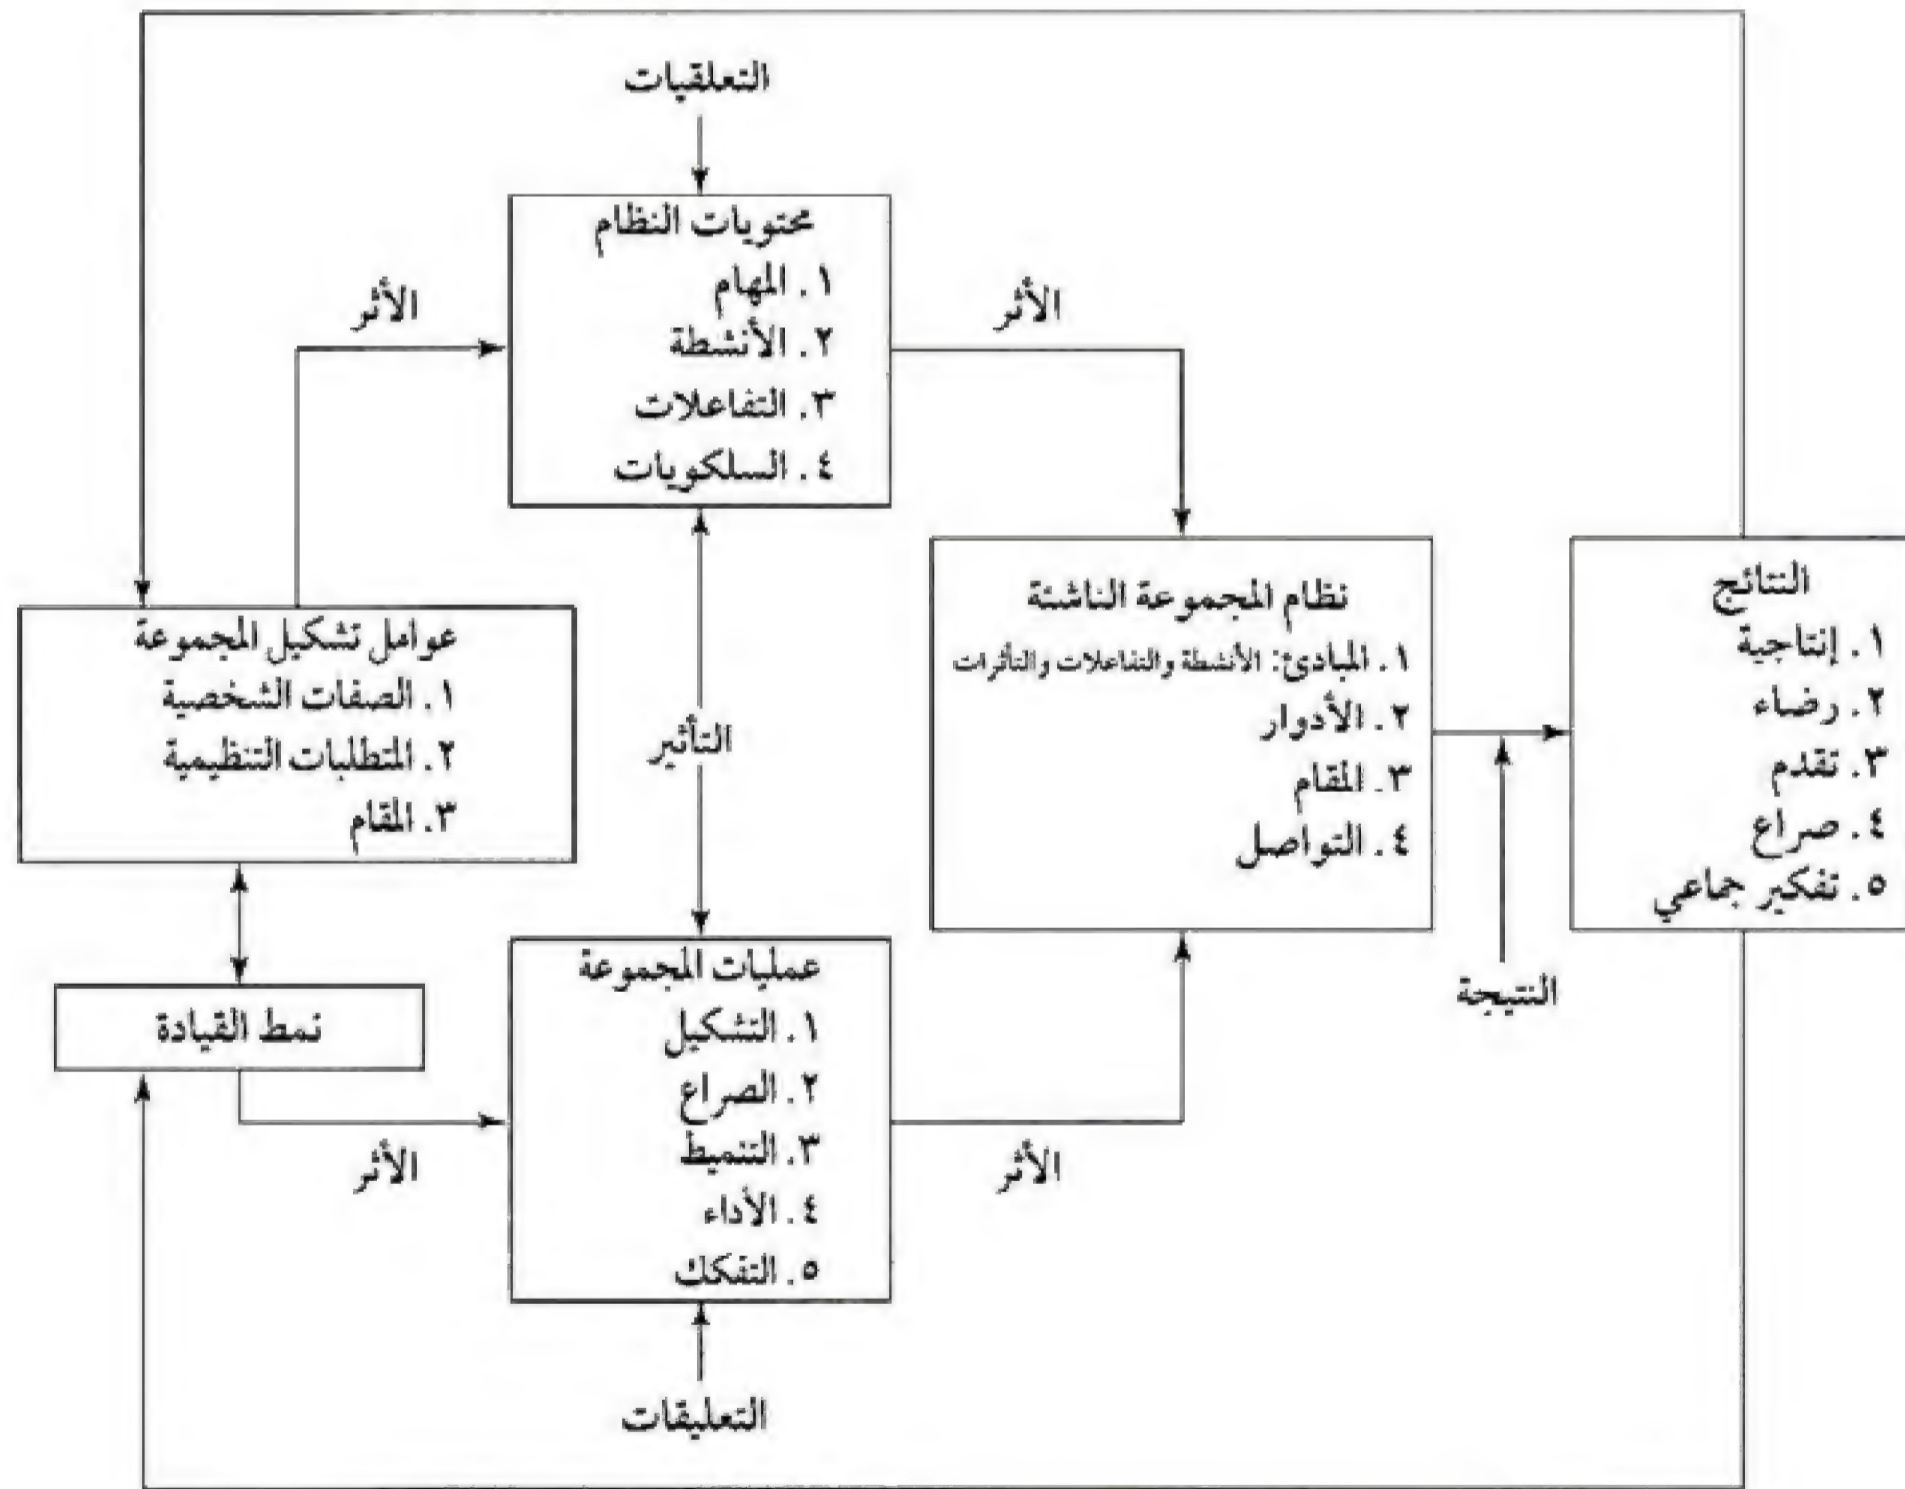 التعلقيات
محتويات النظام
١. المهام
٢. الأنشطة
٣. التفاعلات
٤. السلكويات
الأثر
الأثر
عوامل تشكيل المجموعة
١. الصفات الشخصية
٢. المتطلبات التنظيمية
٣. المقام
نظام المجموعة الناشئة
١. المبادئ: الأنشطة والتفاعلات والتأثرات
٢. الأدوار
٣. المقام
٤. التواصل
النتائج
١. إنتاجية
٢. رضاء
٣. تقدم
٤. صراع
٥. تفكير جماعي
التأثير
النتيجة
نمط القيادة
عمليات المجموعة
١. التشكيل
٢. الصراع
٣. التنميط
٤. الأداء
٥. التفكك
الأثر
الأثر
التعليقات